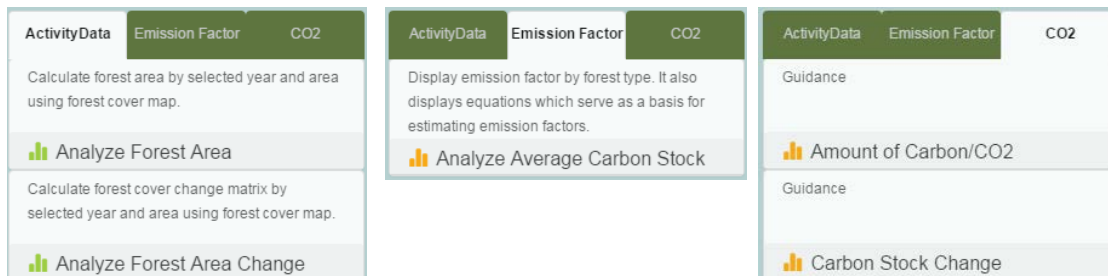 ActivityData Emission Factor CO2
Calculate forest area by selected year and area
using forest cover map.
Analyze Forest Area
Calculate forest cover change matrix by
selected year and area using forest cover map.
Analyze Forest Area Change
ActivityData Emission Factor CO2
Display emission factor by forest type. It also
displays equations which serve as a basis for
estimating emission factors.
Analyze Average Carbon Stock
ActivityData Emission Factor CO2
Guidance
Amount of Carbon/CO2
Guidance
Carbon Stock Change